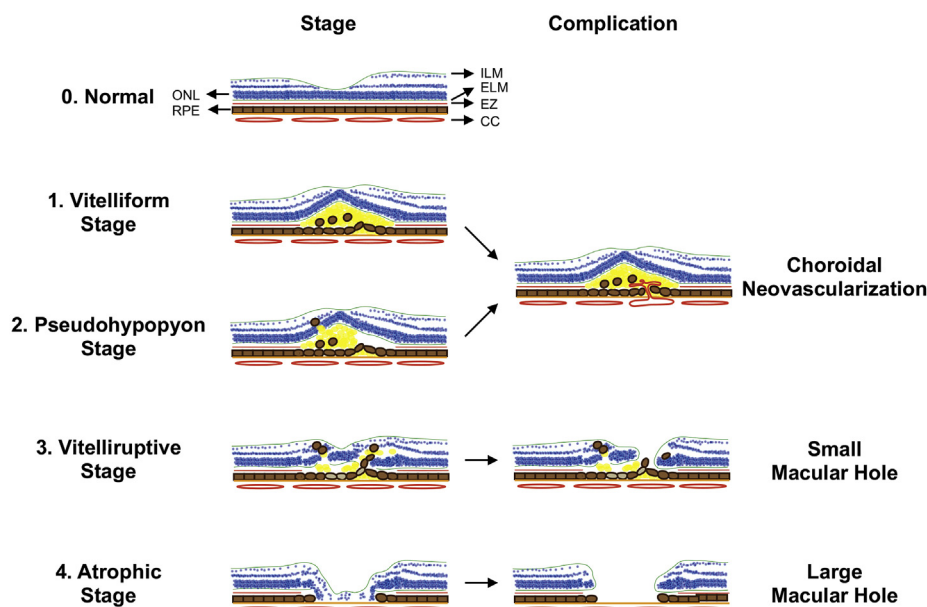 Stage
Complication
0. Normal
ONL
RPE
ILM
ELM
EZ
CC
1. Vitelliform
Stage
Choroidal
Neovascularization
2. Pseudohypopyon
Stage
3. Vitelliruptive
Stage
Small
Macular Hole
4. Atrophic
Stage
Large
Macular Hole